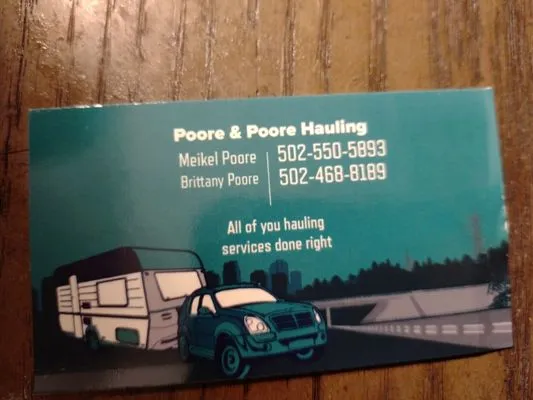 Poore & Poore Hauling
Meikel Poore 502-550-5893
Brittany Poore 502-468-8189
All of you hauling
services done right